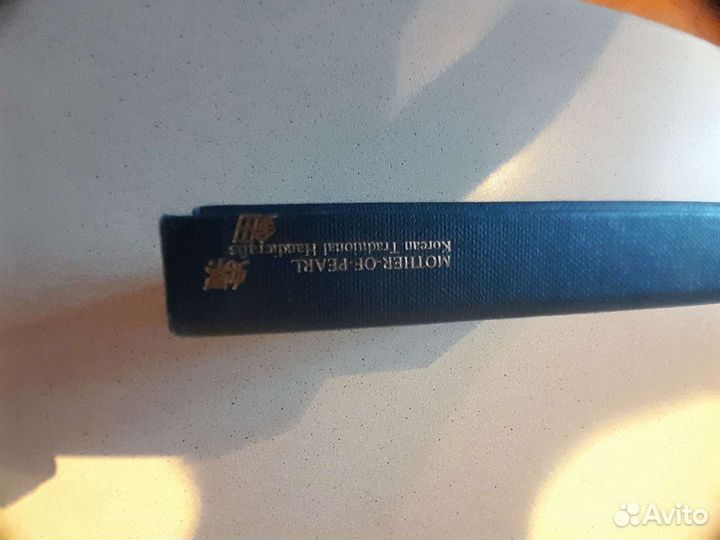 MOTHER-OF-PEARL
Korean Traditional Handicrafts
Avito